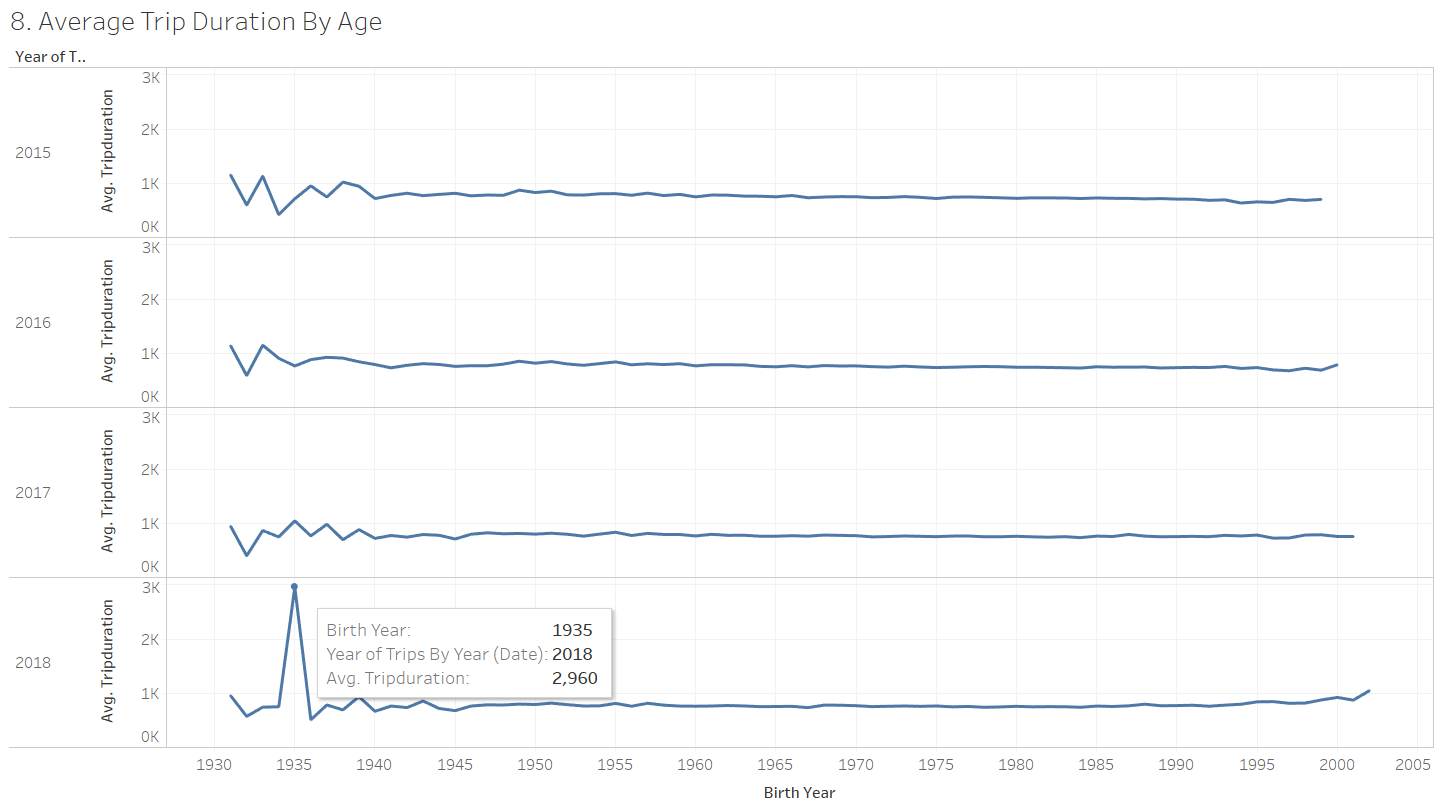 8. Average Trip Duration By Age
Year of T..
2015
Avg. Tripduration
3K
2K
1K
0K
2016
Avg. Tripduration
3K
2K
1K
0K
2017
Avg. Tripduration
3K
2K
1K
0K
2018
Avg. Tripduration
3K
2K
1K
0K
Birth Year: 1935
Year of Trips By Year (Date): 2018
Avg. Tripduration: 2,960
1930 1935 1940 1945 1950 1955 1960 1965 1970 1975 1980 1985 1990 1995 2000 2005
Birth Year